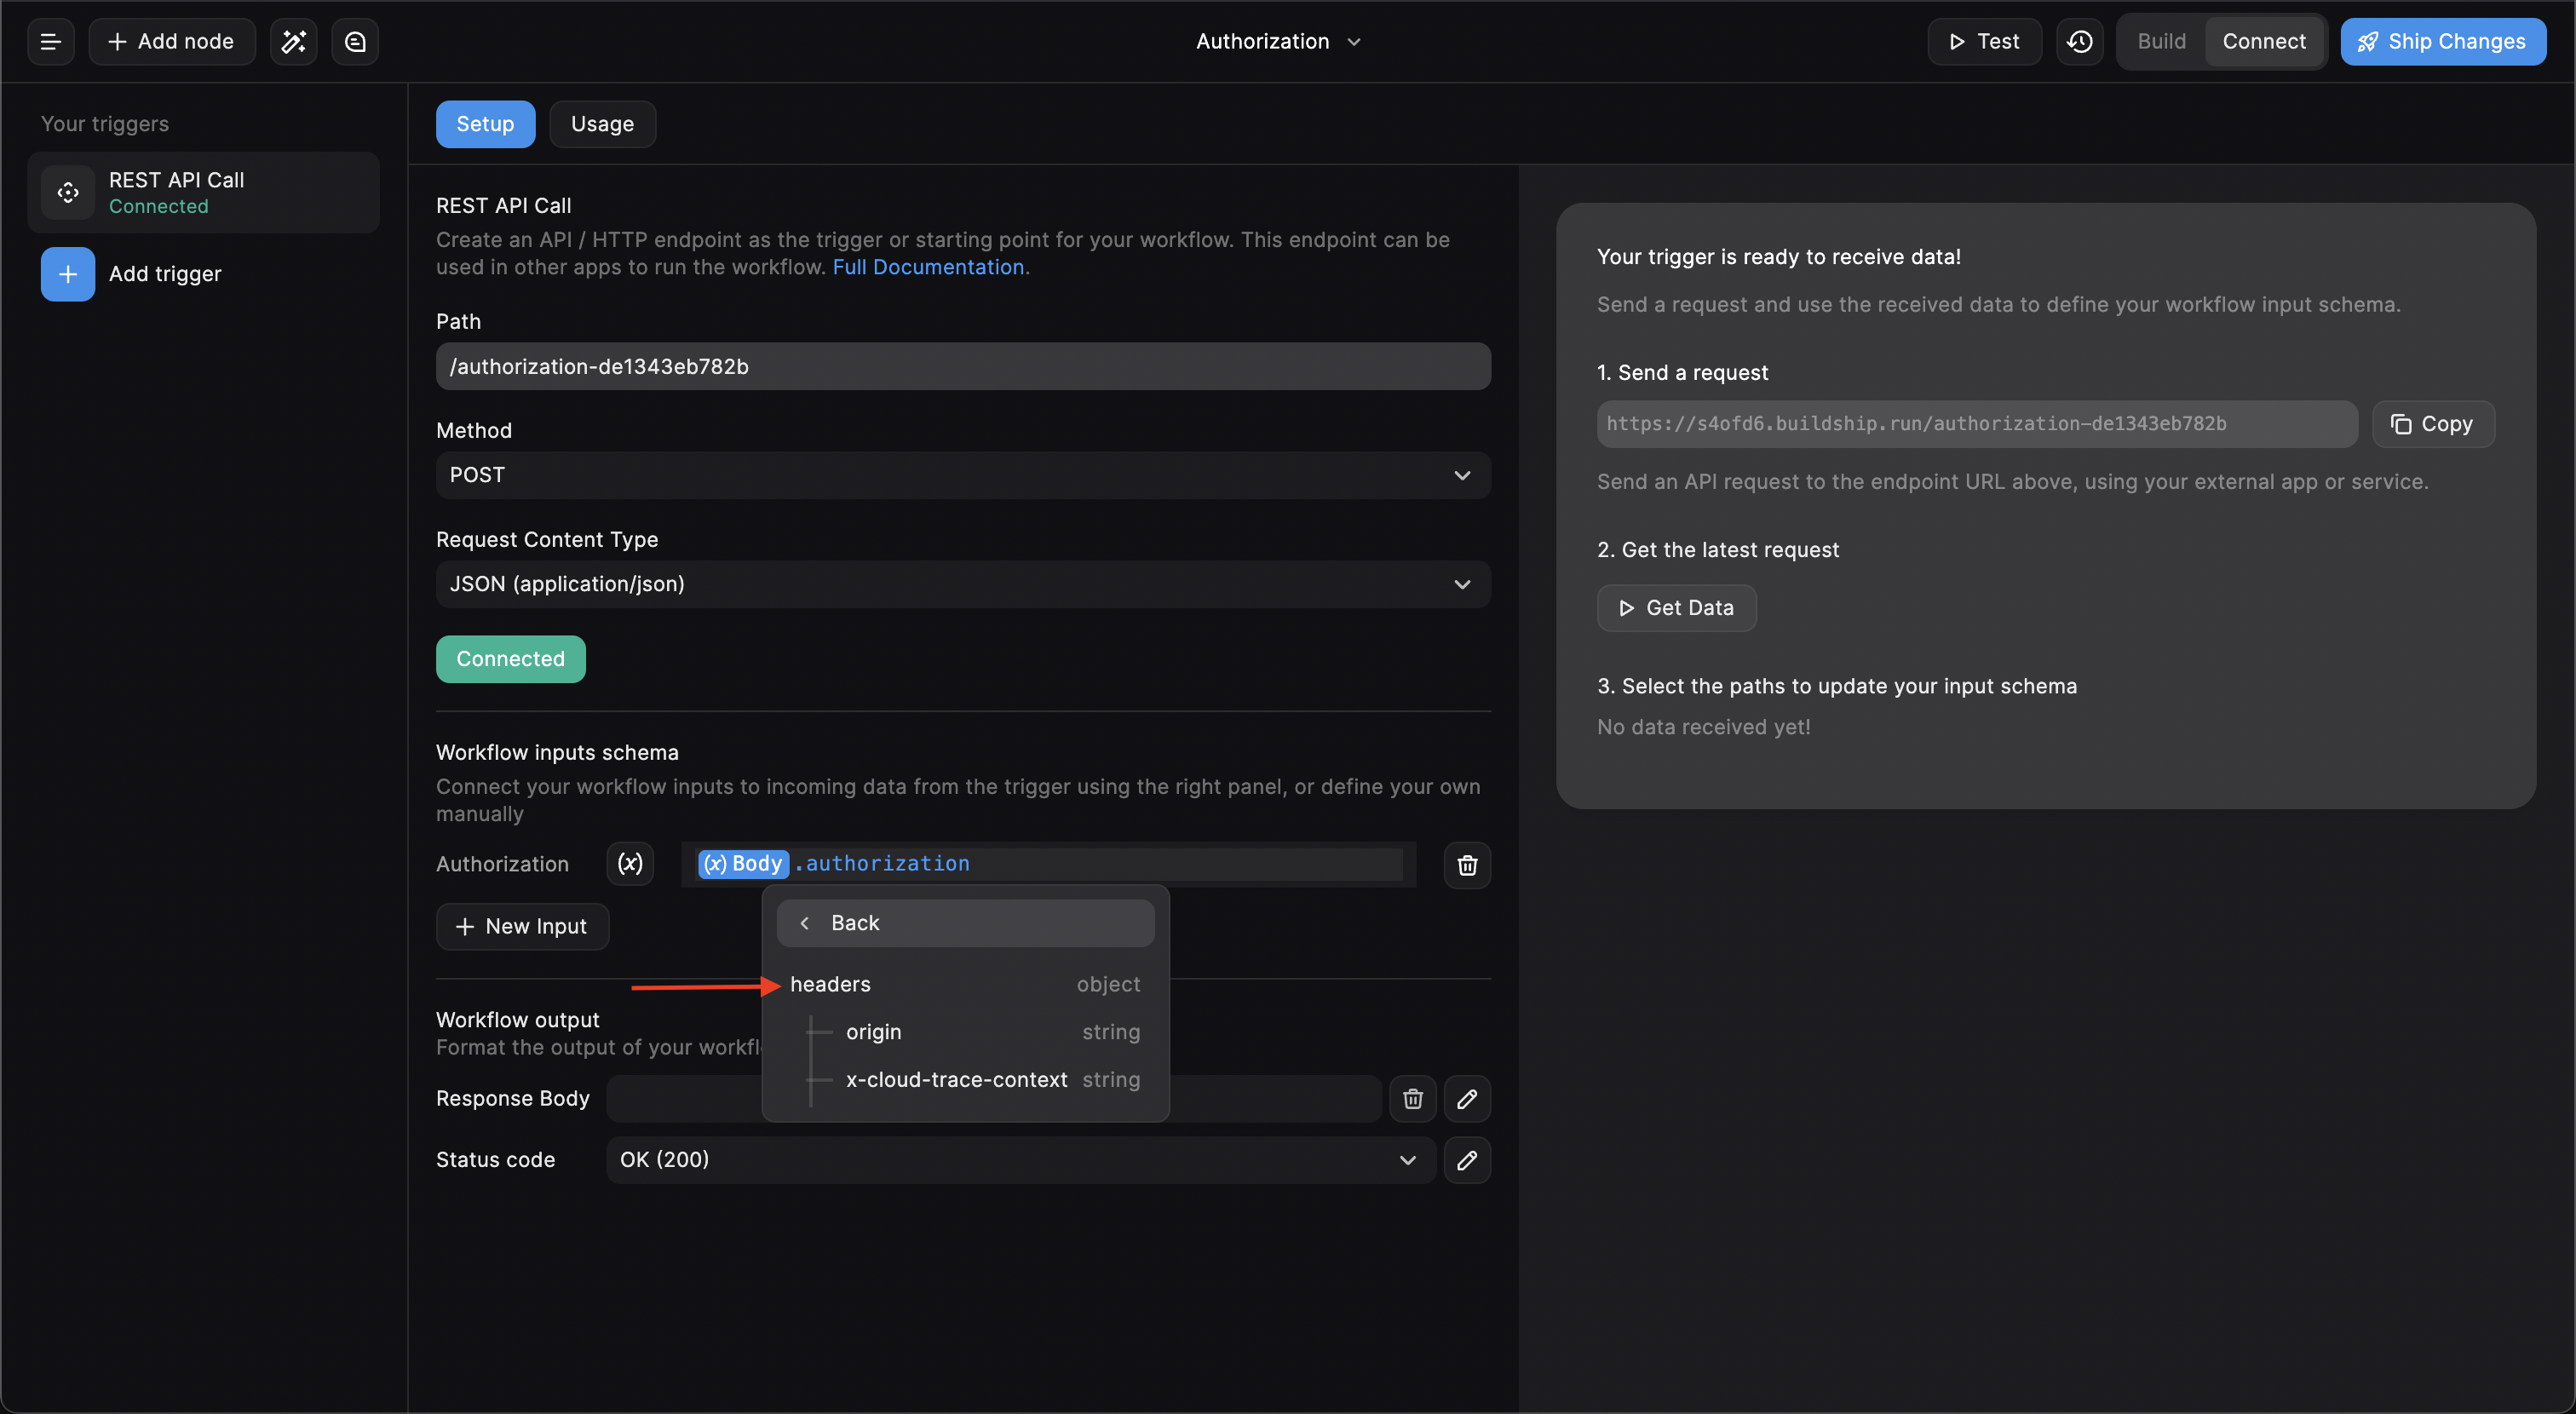 Add node
Authorization
Test
Build
Connect
Ship Changes
Your triggers
REST API Call
Connected
Add trigger
Setup
Usage
REST API Call
Create an API / HTTP endpoint as the trigger or starting point for your workflow. This endpoint can be
used in other apps to run the workflow. Full Documentation.
Path
/authorization-de1343eb782b
Method
POST
Request Content Type
JSON (application/json)
Connected
Workflow inputs schema
Connect your workflow inputs to incoming data from the trigger using the right panel, or define your own
manually
Authorization
(x)
(x) Body .authorization
New Input
Back
headers object
origin string
x-cloud-trace-context string
Workflow output
Format the output of your workfl
Response Body
Status code
OK (200)
Your trigger is ready to receive data!
Send a request and use the received data to define your workflow input schema.
1. Send a request
https://s4ofd6.buildship.run/authorization-de1343eb782b
Copy
Send an API request to the endpoint URL above, using your external app or service.
2. Get the latest request
Get Data
3. Select the paths to update your input schema
No data received yet!